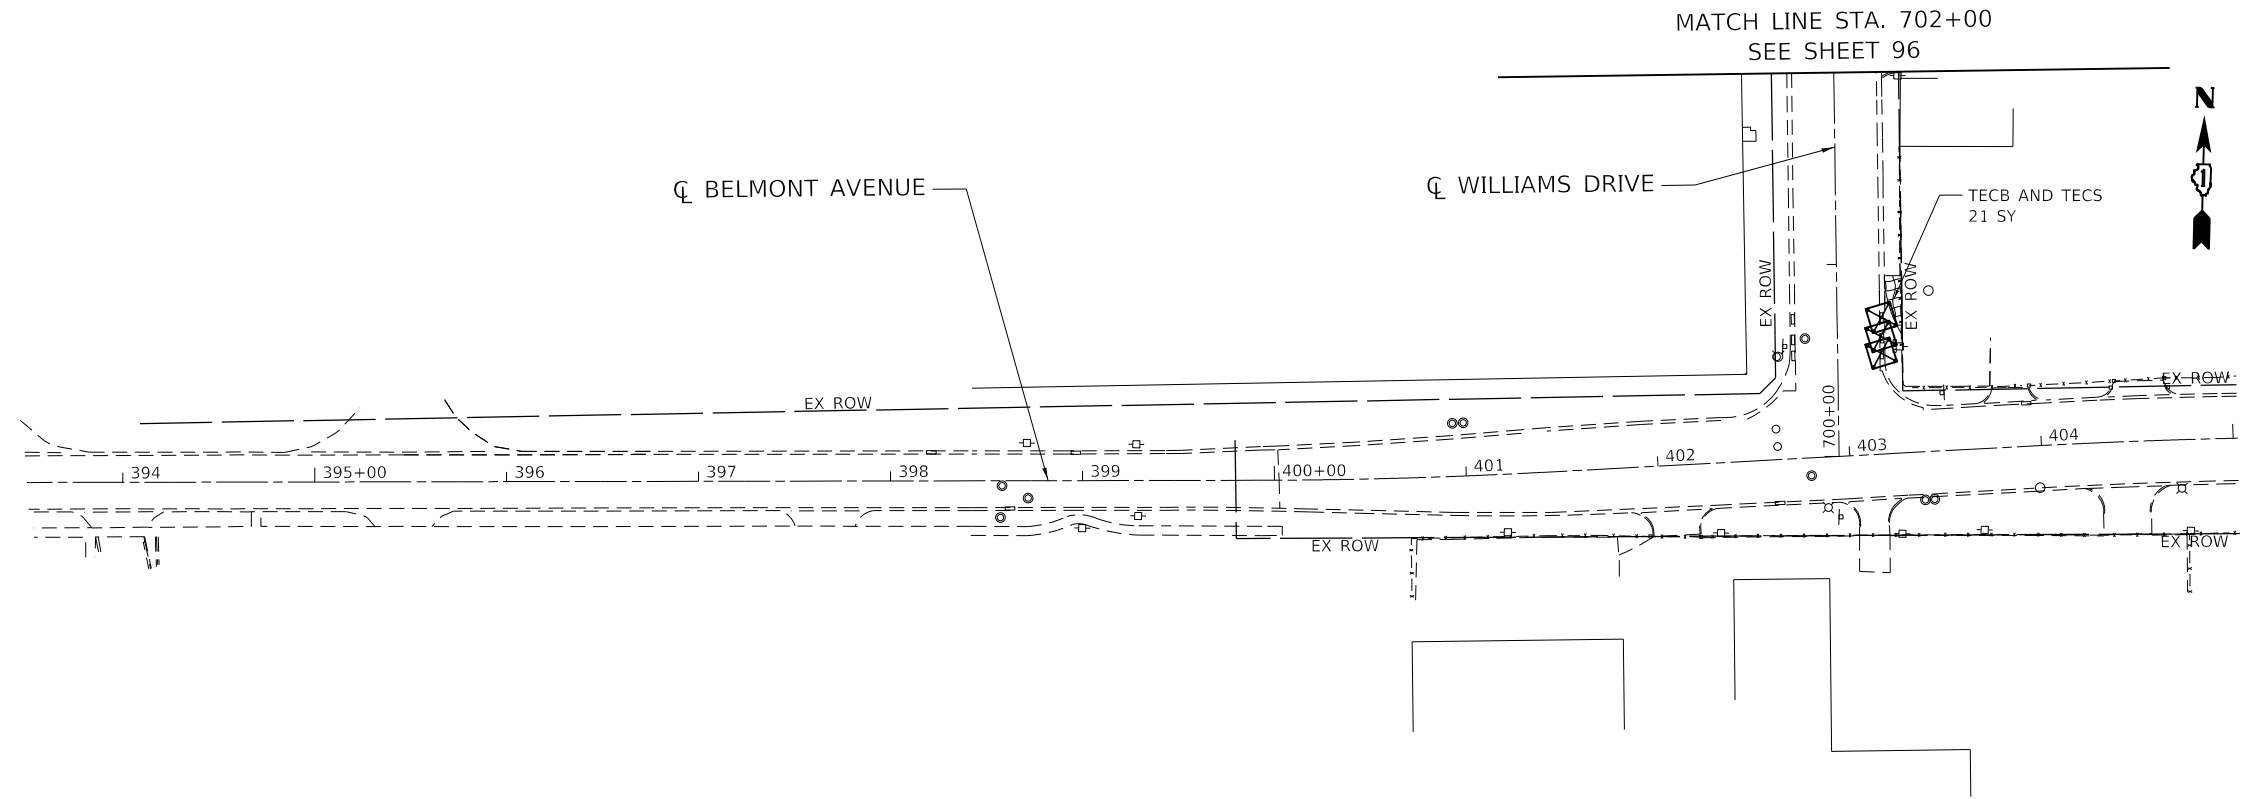 MATCH LINE STA. 702+00
SEE SHEET 96
N
1
℄ BELMONT AVENUE
℄ WILLIAMS DRIVE
TECB AND TECS
21 SY
EX ROW
EX ROW
EX ROW
EX ROW
700+00
394
395+00
396
397
398
399
400+00
401
402
403
404
EX ROW
EX ROW